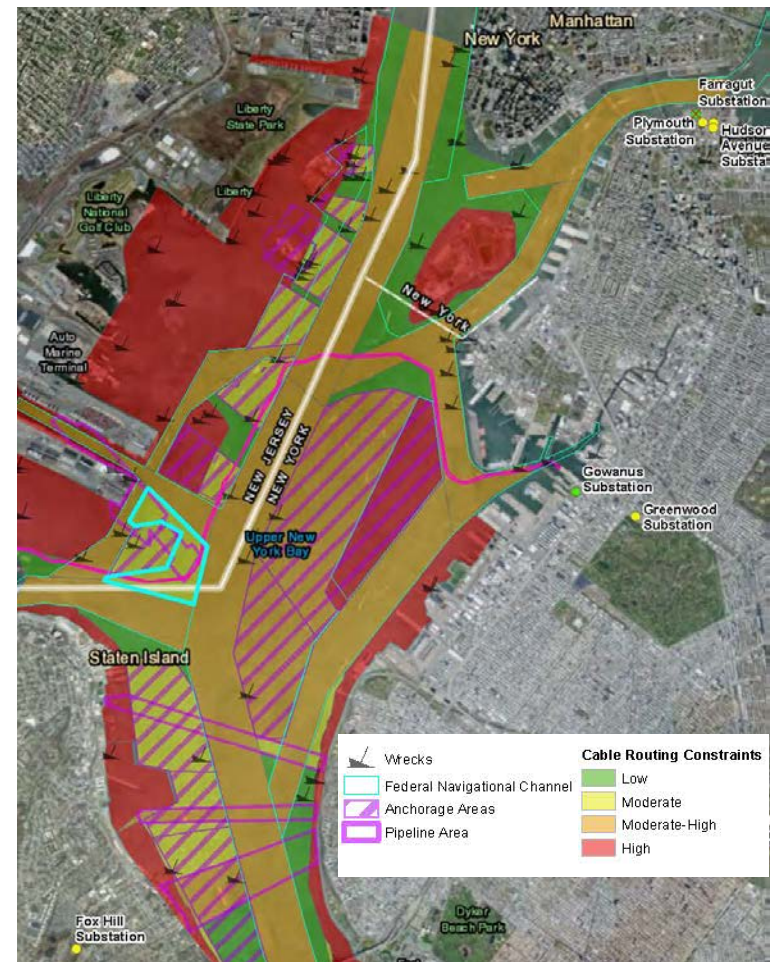 Manhattan
New York
Farragut
Substation
Plymouth
Substation
Hudson
Avenue
Substa
Liberty
State Park
Liberty
Liberty
National
Golf Club
New York
Auto
Marine
Terminal
NEW JERSEY
NEW YORK
Gowanus
Substation
Greenwood
Substation
Upper New
York Bay
Staten Island
Wrecks
Federal Navigational Channel
Anchorage Areas
Pipeline Area
Cable Routing Constraints
Low
Moderate
Moderate-High
High
Fox Hill
Substation
Dyker
Beach Park